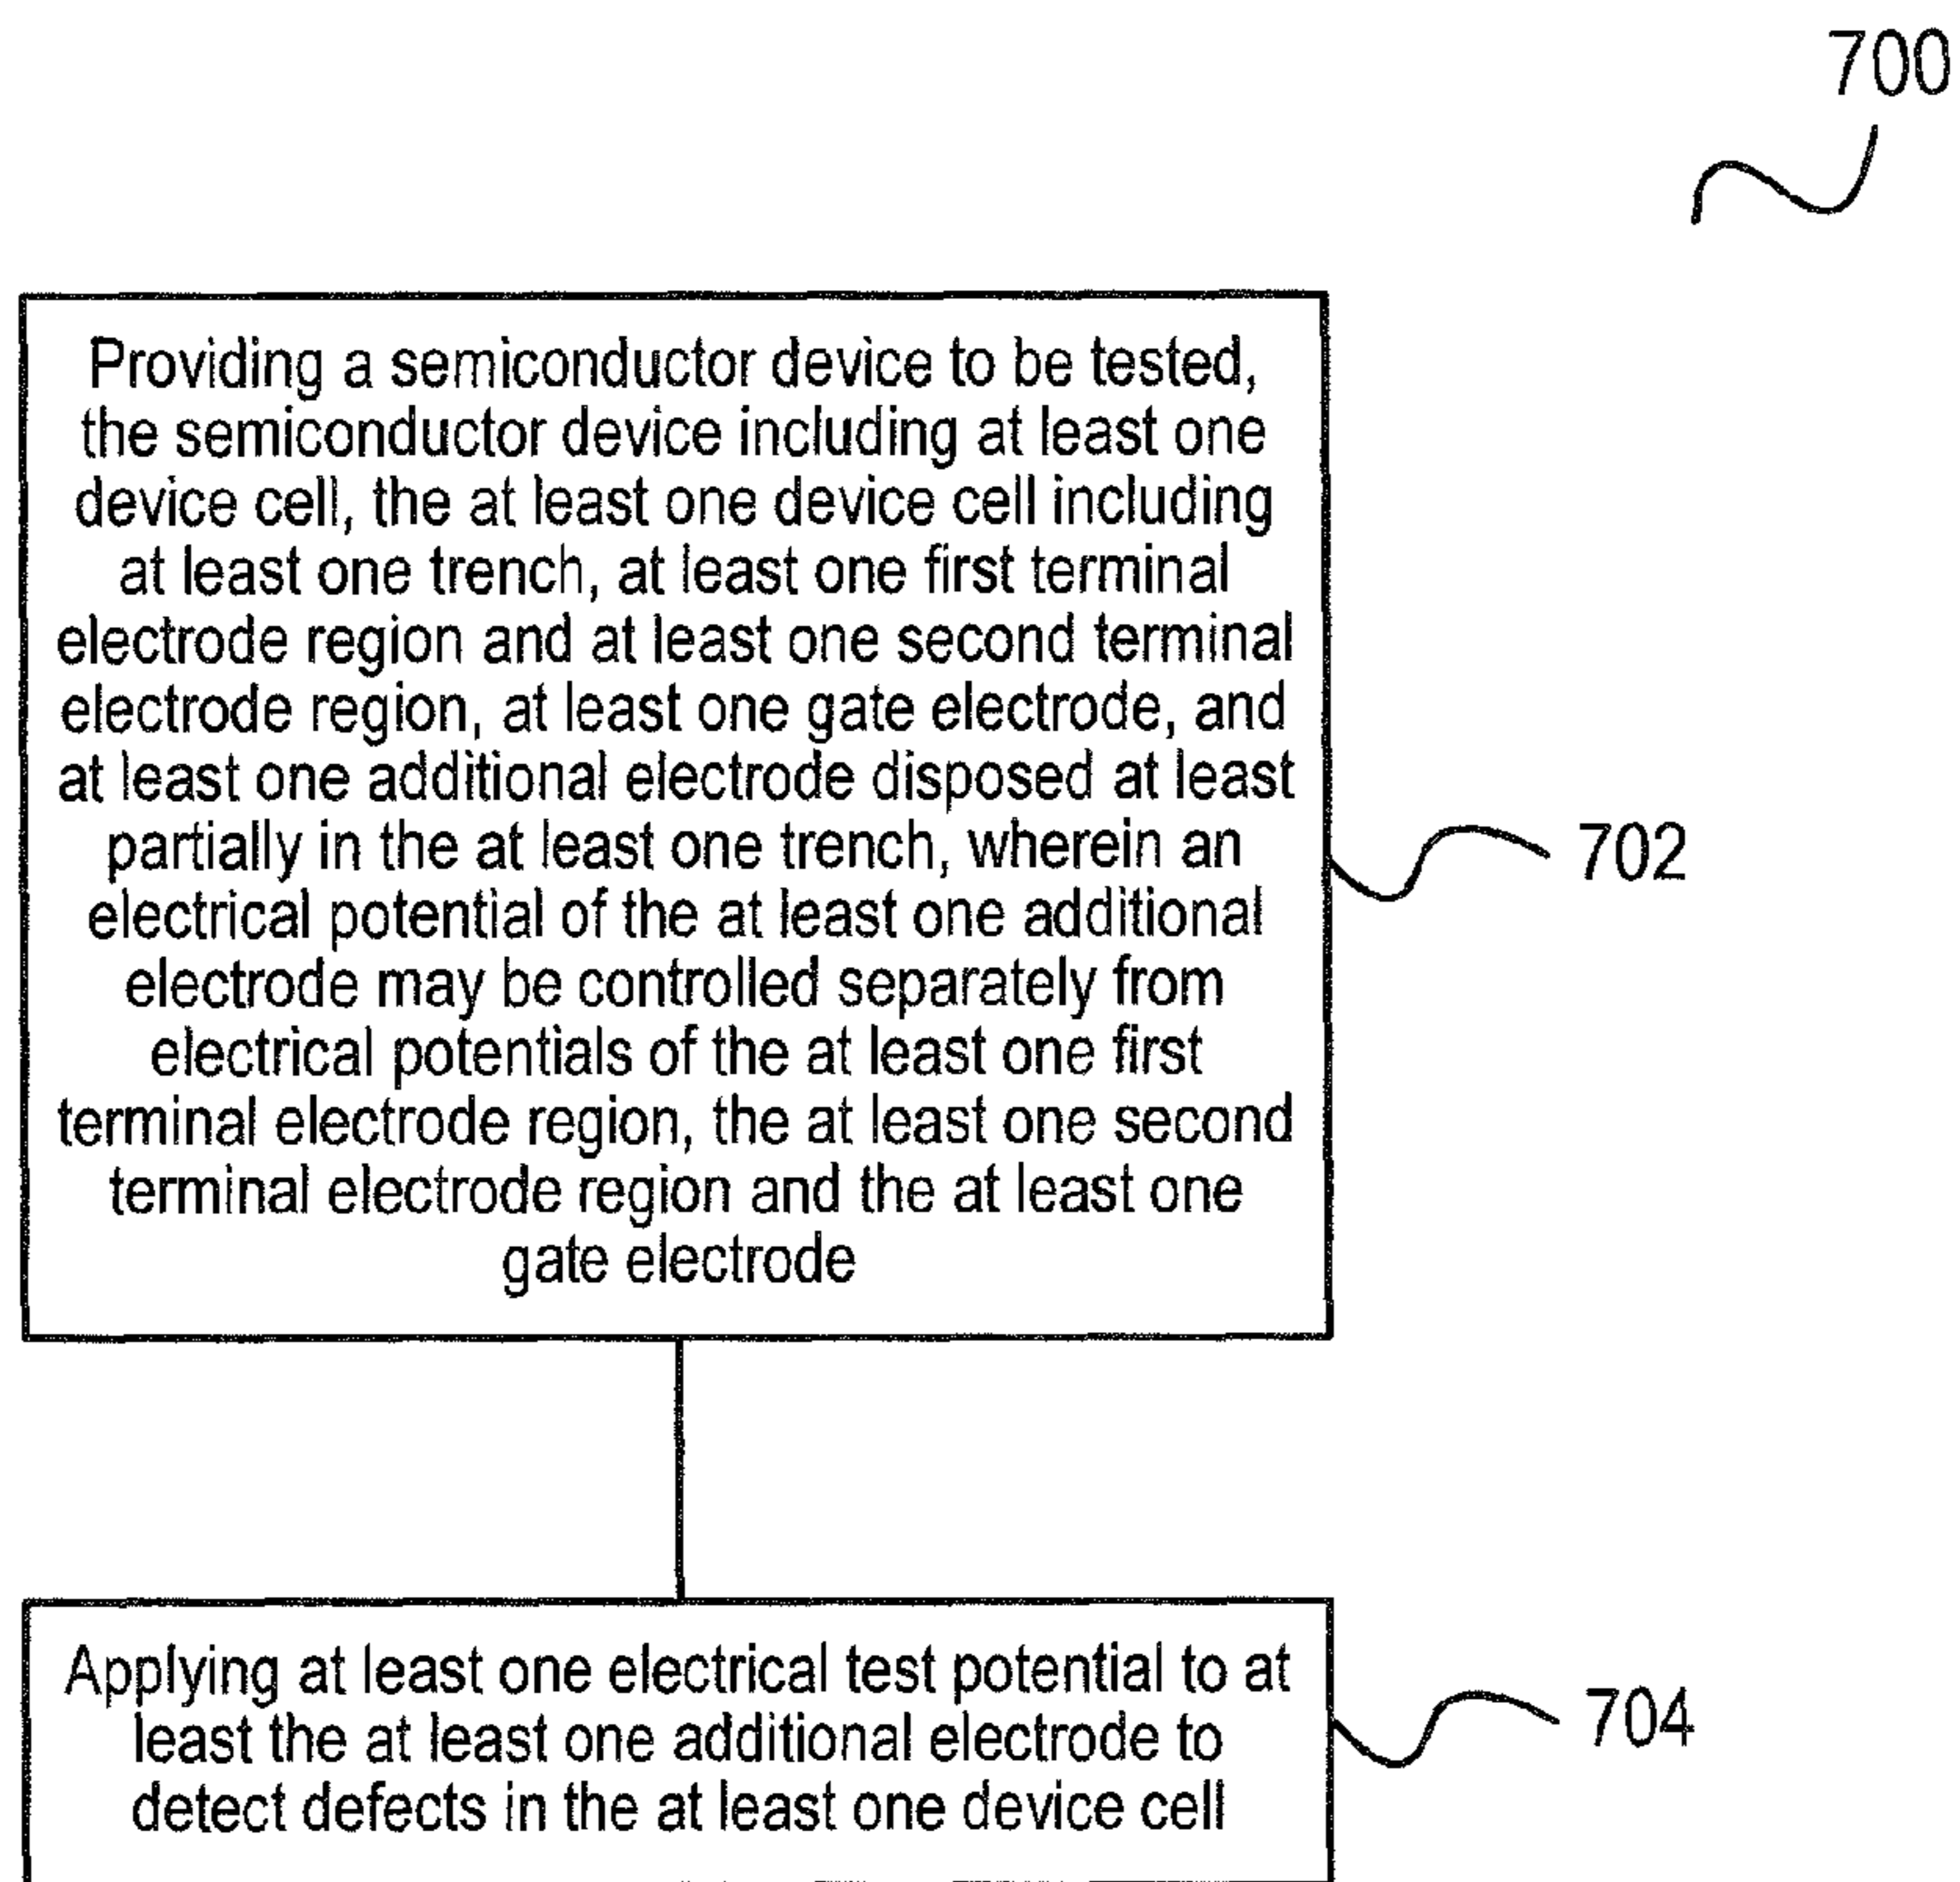 700
Providing a semiconductor device to be tested,
the semiconductor device including at least one
device cell, the at least one device cell including
at least one trench, at least one first terminal
electrode region and at least one second terminal
electrode region, at least one gate electrode, and
at least one additional electrode disposed at least
partially in the at least one trench, wherein an
electrical potential of the at least one additional
electrode may be controlled separately from
electrical potentials of the at least one first
terminal electrode region, the at least one second
terminal electrode region and the at least one
gate electrode
702
Applying at least one electrical test potential to at
least the at least one additional electrode to
detect defects in the at least one device cell
704